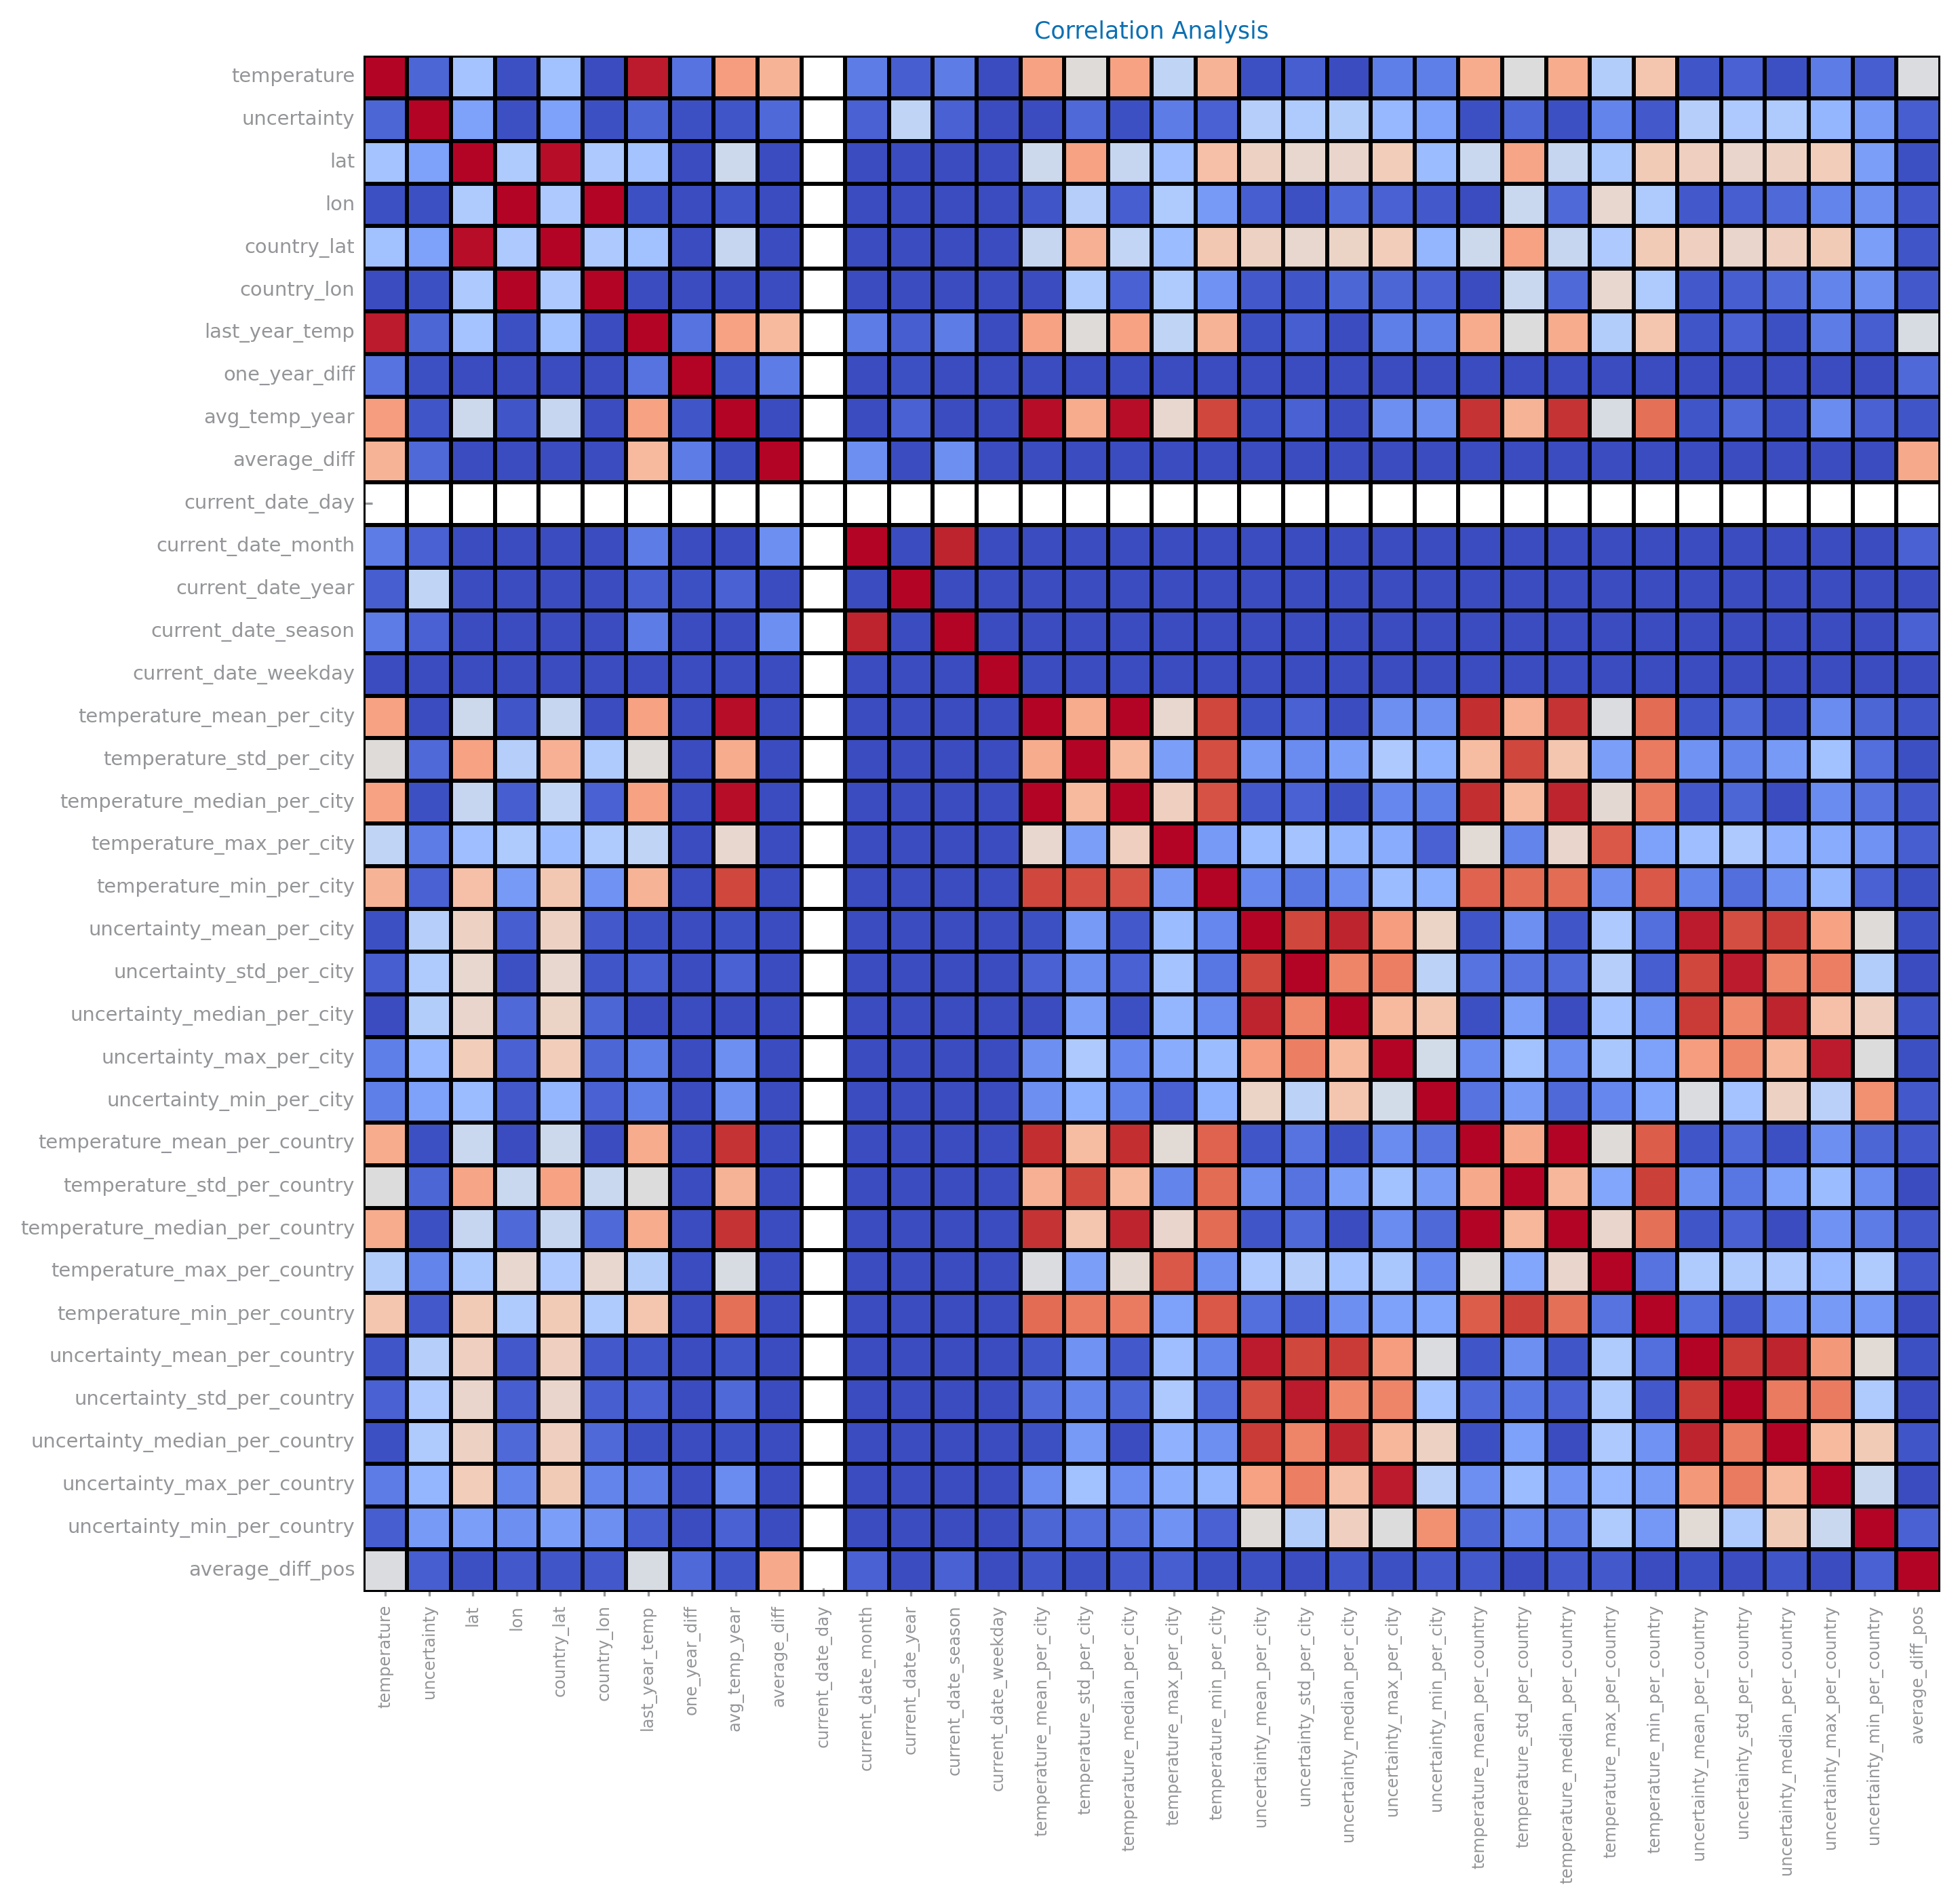 Correlation Analysis
temperature
uncertainty
lat
lon
country_lat
country_lon
last_year_temp
one_year_diff
avg_temp_year
average_diff
current_date_day
current_date_month
current_date_year
current_date_season
current_date_weekday
temperature_mean_per_city
temperature_std_per_city
temperature_median_per_city
temperature_max_per_city
temperature_min_per_city
uncertainty_mean_per_city
uncertainty_std_per_city
uncertainty_median_per_city
uncertainty_max_per_city
uncertainty_min_per_city
temperature_mean_per_country
temperature_std_per_country
temperature_median_per_country
temperature_max_per_country
temperature_min_per_country
uncertainty_mean_per_country
uncertainty_std_per_country
uncertainty_median_per_country
uncertainty_max_per_country
uncertainty_min_per_country
average_diff_pos
temperature
uncertainty
lat
lon
country_lat
country_lon
last_year_temp
one_year_diff
avg_temp_year
average_diff
current_date_day
current_date_month
current_date_year
current_date_season
current_date_weekday
temperature_mean_per_city
temperature_std_per_city
temperature_median_per_city
temperature_max_per_city
temperature_min_per_city
uncertainty_mean_per_city
uncertainty_std_per_city
uncertainty_median_per_city
uncertainty_max_per_city
uncertainty_min_per_city
temperature_mean_per_country
temperature_std_per_country
temperature_median_per_country
temperature_max_per_country
temperature_min_per_country
uncertainty_mean_per_country
uncertainty_std_per_country
uncertainty_median_per_country
uncertainty_max_per_country
uncertainty_min_per_country
average_diff_pos